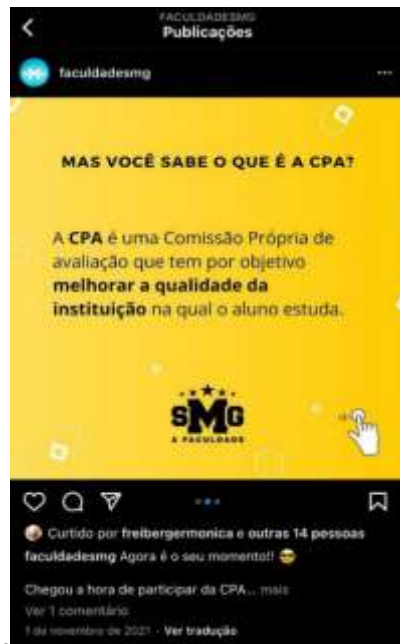 FACULDADESMG
Publicações
faculdadesmg
MAS VOCÊ SABE O QUE É A CPA?
A CPA é uma Comissão Própria de
avaliação que tem por objetivo
melhorar a qualidade da
instituição na qual o aluno estuda.
SMG
A FACULDADE
Curtido por freibergermonica e outras 14 pessoas
faculdadesmg Agora é o seu momento!! 😎
Chegou a hora de participar da CPA... mais
Ver 1 comentário
1 de novembro de 2021 · Ver tradução